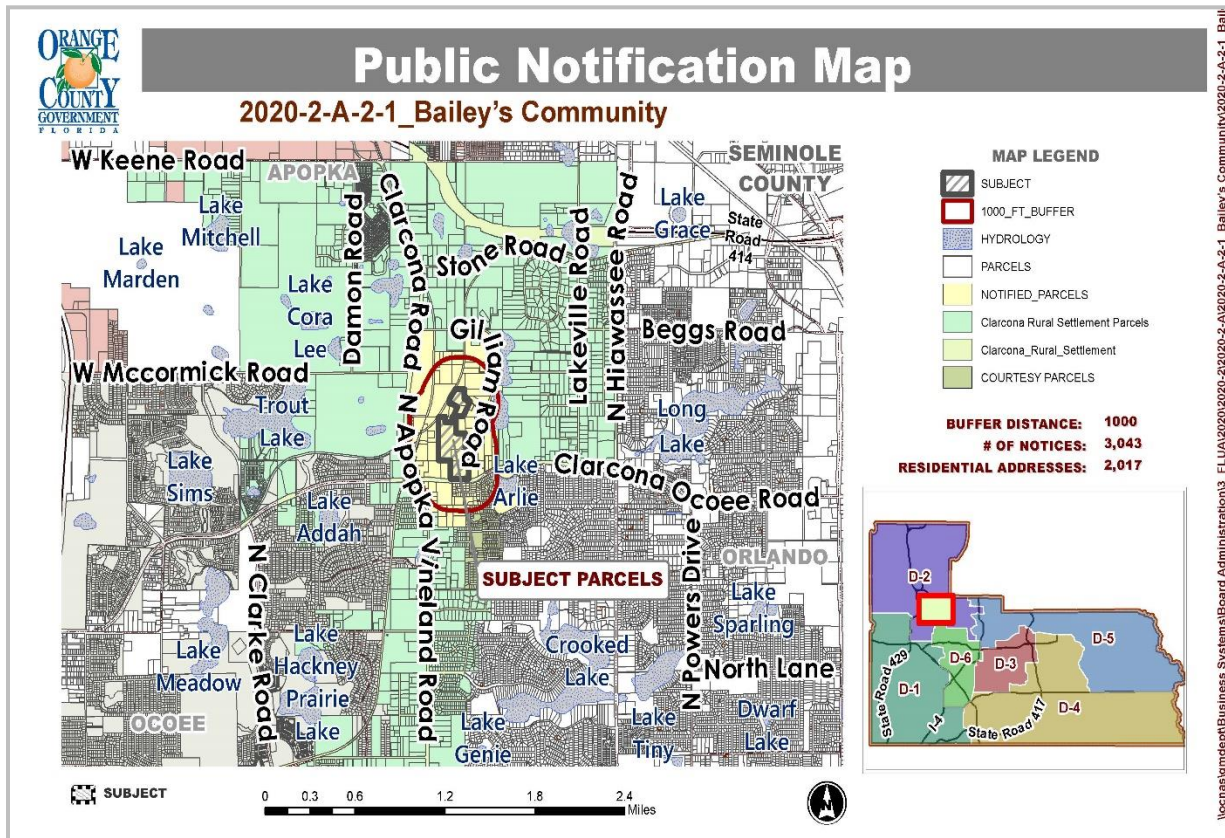 ORANGE
COUNTY
GOVERNMENT
FLORIDA
Public Notification Map
2020-2-A-2-1_Bailey's Community
W Keene Road
APOPKA
SEMINOLE
COUNTY
Clarcona Road
Damon Road
Lake
Mitchell
Lake
Marden
Stone Road
Lakeville Road
N Hiawassee Road
Lake
Grace
State
Road
414
Lake
Cora
Lee
Gilliam Road
Beggs Road
W Mccormick Road
Trout
Lake
N Apopka Vineland Road
Long
Lake
Lake
Sims
Lake
Addah
Lake
Arlie
Clarcona Ocoee Road
N Clarke Road
SUBJECT PARCELS
N Powers Drive
ORLANDO
Lake
Sparling
Lake
Meadow
Lake
Hackney
Prairie
Lake
Crooked
Lake
North Lane
OCOEE
Lake
Genie
Lake
Tiny
Dwarf
Lake
MAP LEGEND
SUBJECT
1000_FT_BUFFER
HYDROLOGY
PARCELS
NOTIFIED_PARCELS
Clarcona Rural Settlement Parcels
Clarcona_Rural_Settlement
COURTESY PARCELS
BUFFER DISTANCE: 1000
# OF NOTICES: 3,043
RESIDENTIAL ADDRESSES: 2,017
D-2
D-5
D-6
D-3
D-1
D-4
State Road 429
I-4
State Road 417
SUBJECT
0 0.3 0.6 1.2 1.8 2.4
Miles
N